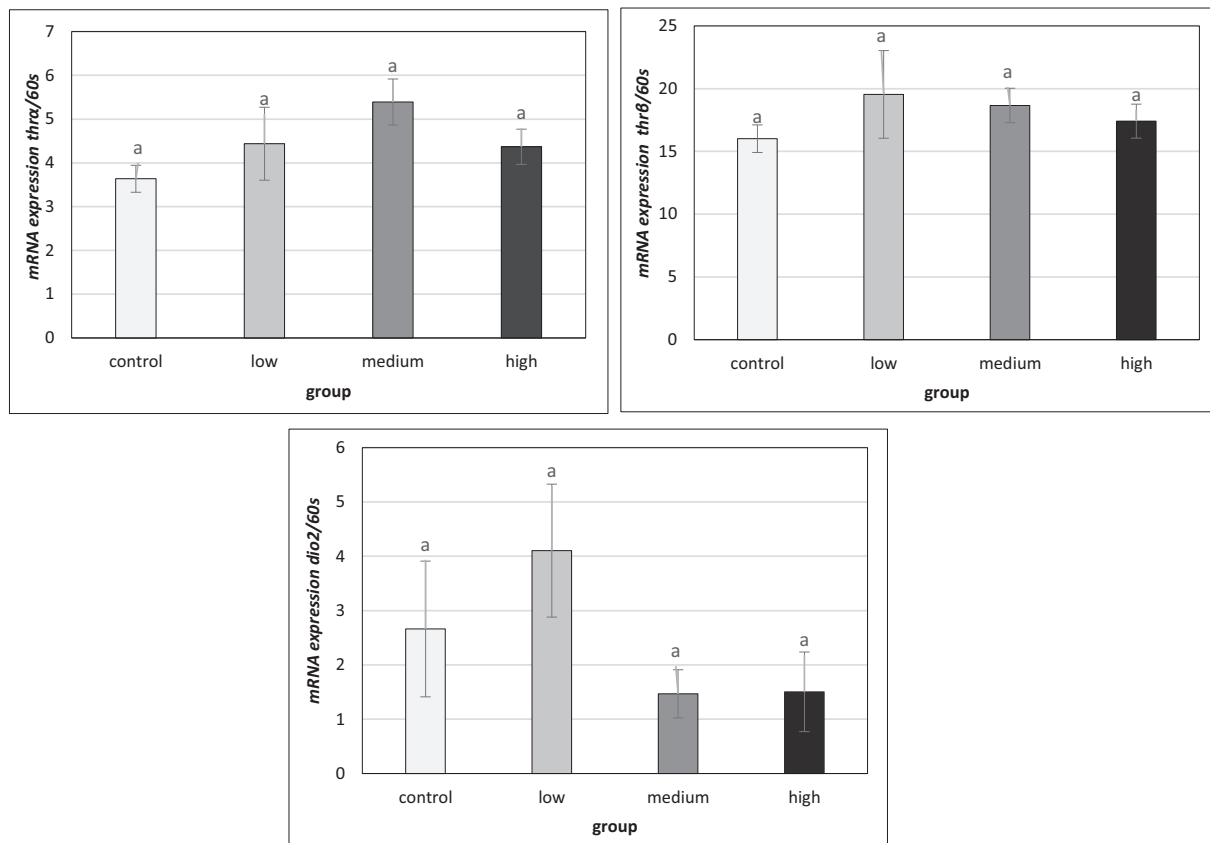 mRNA expression thrα/60s
7
6
5
4
3
2
1
0
a
a
a
a
control low medium high
group
mRNA expression thrβ/60s
25
20
15
10
5
0
a
a
a
a
control low medium high
group
mRNA expression dio2/60s
6
5
4
3
2
1
0
a
a
a
a
control low medium high
group